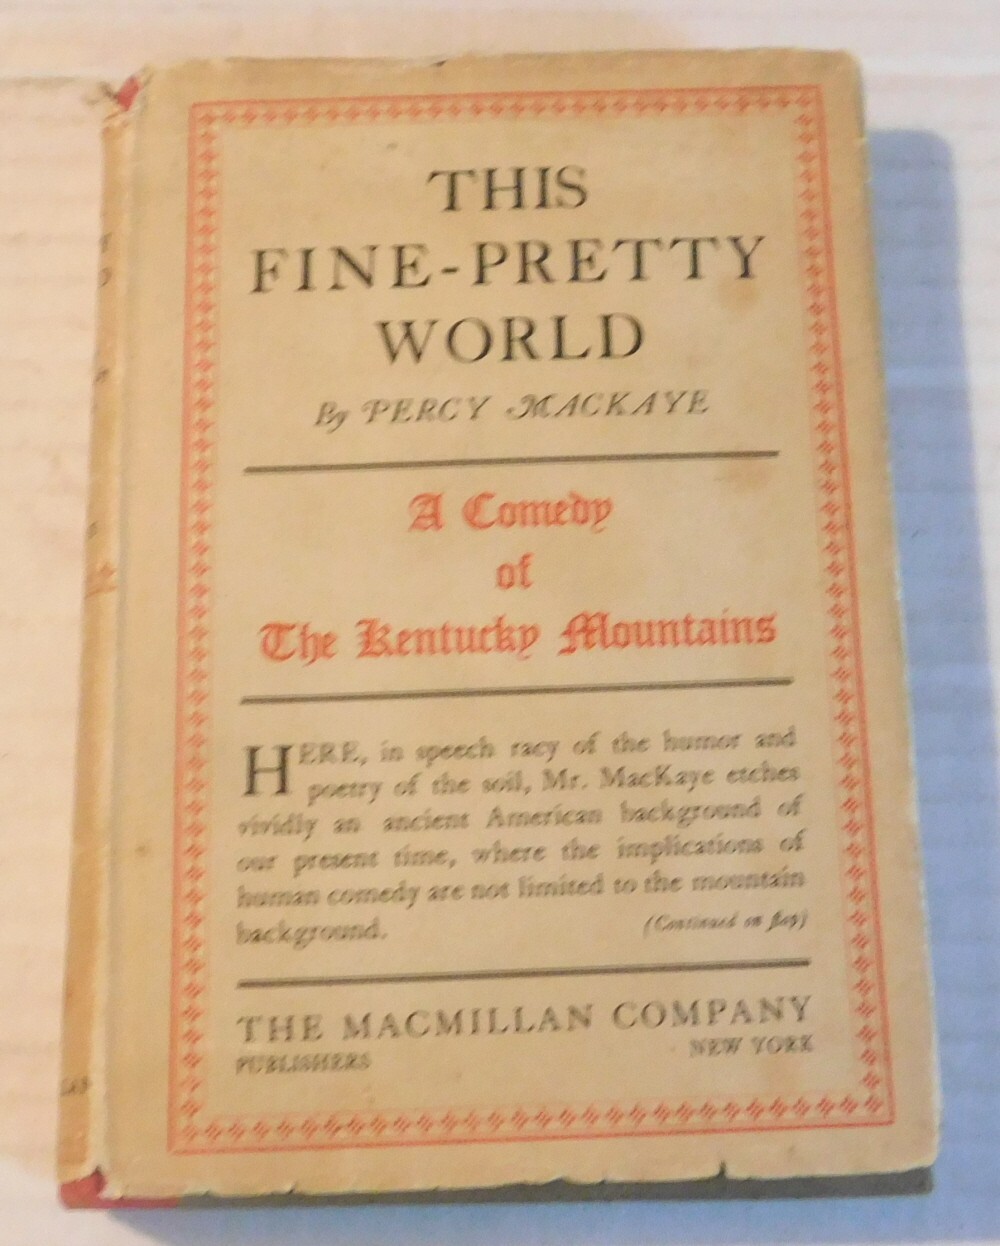 THIS
FINE-PRETTY
WORLD
By PERCY MACKAYE
A Comedy
of
The Kentucky Mountains
HERE, in speech racy of the humor and
poetry of the soil, Mr. MacKaye etches
vividly an ancient American background of
our present time, where the implications of
human comedy are not limited to the mountain
background. (Continued on flap)
THE MACMILLAN COMPANY
PUBLISHERS NEW YORK